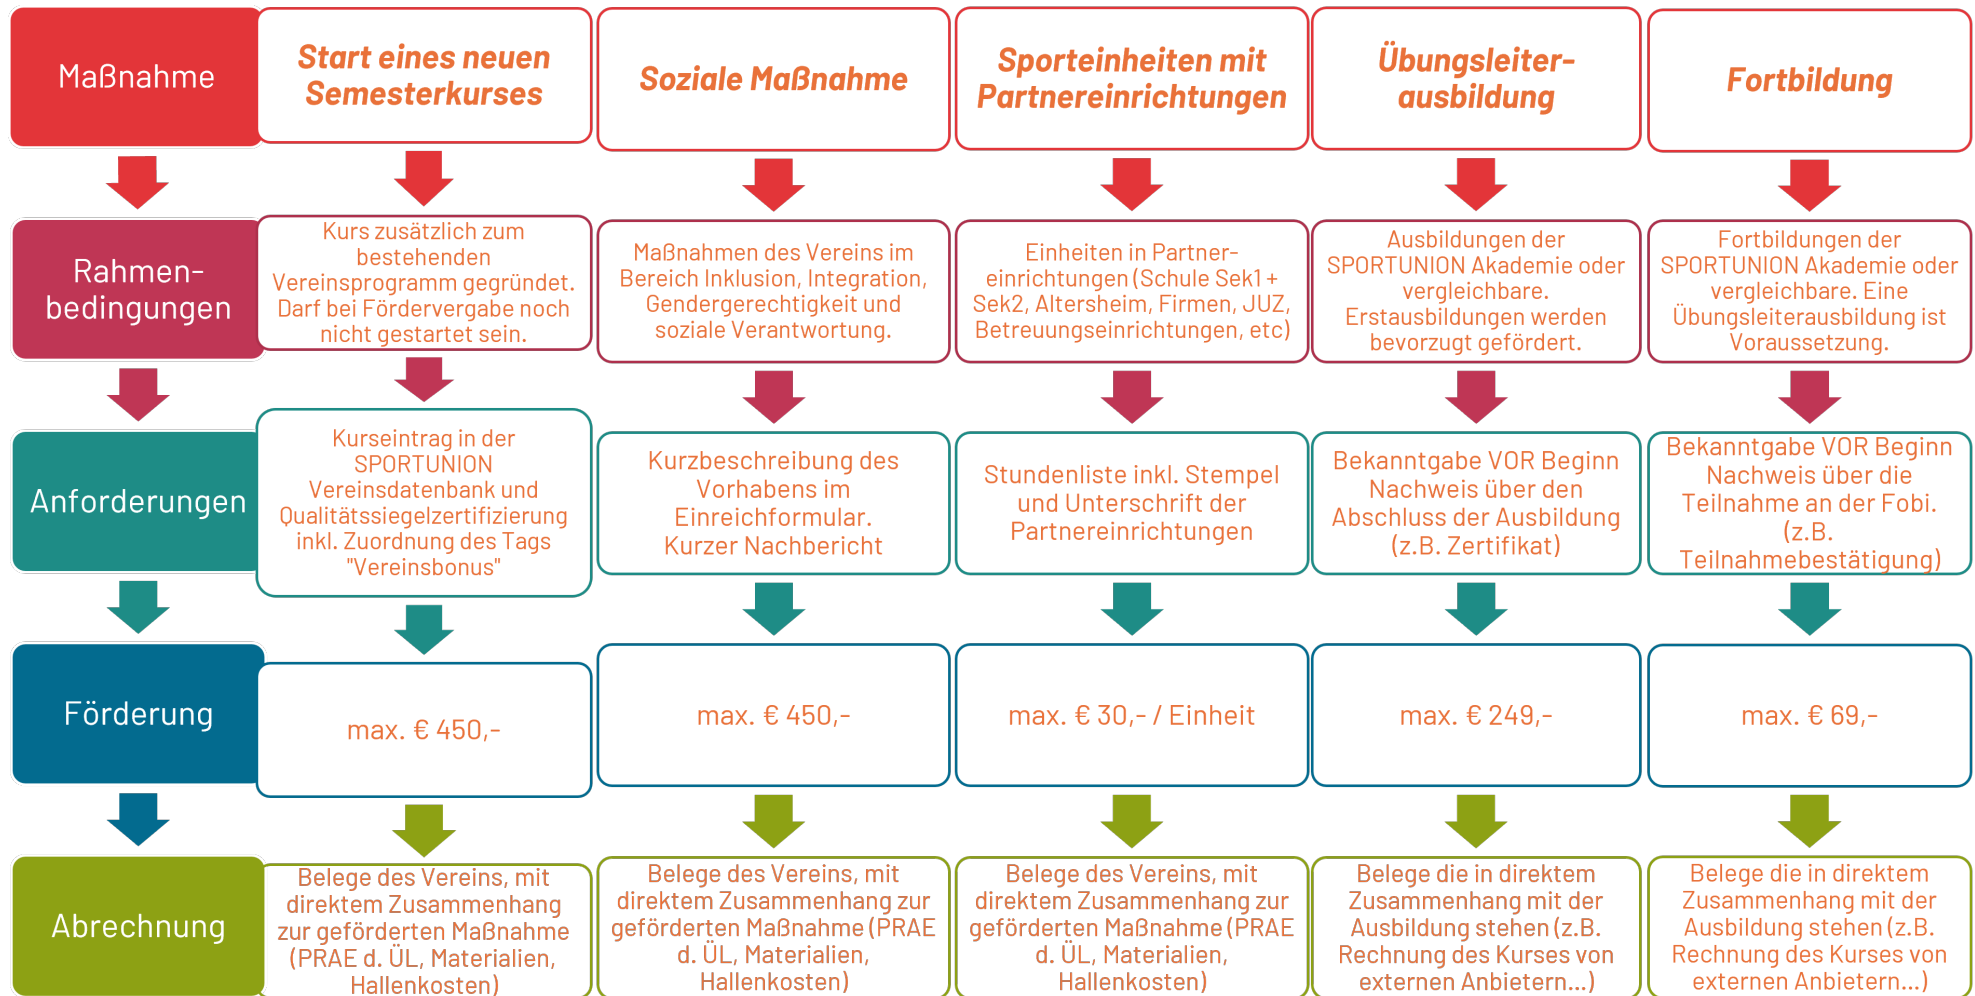 Maßnahme
Start eines neuen
Semesterkurses
Soziale Maßnahme
Sporteinheiten mit
Partnereinrichtungen
Übungsleiter-
ausbildung
Fortbildung
Rahmen-
bedingungen
Kurs zusätzlich zum
bestehenden
Vereinsprogramm gegründet.
Darf bei Fördervergabe noch
nicht gestartet sein.
Maßnahmen des Vereins im
Bereich Inklusion, Integration,
Gendergerechtigkeit und
soziale Verantwortung.
Einheiten in Partner-
einrichtungen (Schule Sek1 +
Sek2, Altersheim, Firmen, JUZ,
Betreuungseinrichtungen, etc)
Ausbildungen der
SPORTUNION Akademie oder
vergleichbare.
Erstausbildungen werden
bevorzugt gefördert.
Fortbildungen der
SPORTUNION Akademie oder
vergleichbare. Eine
Übungsleiterausbildung ist
Voraussetzung.
Anforderungen
Kurseintrag in der
SPORTUNION
Vereinsdatenbank und
Qualitätssiegelzertifizierung
inkl. Zuordnung des Tags
"Vereinsbonus"
Kurzbeschreibung des
Vorhabens im
Einreichformular.
Kurzer Nachbericht
Stundenliste inkl. Stempel
und Unterschrift der
Partnereinrichtungen
Bekanntgabe VOR Beginn
Nachweis über den
Abschluss der Ausbildung
(z.B. Zertifikat)
Bekanntgabe VOR Beginn
Nachweis über die
Teilnahme an der Fobi.
(z.B.
Teilnahmebestätigung)
Förderung
max. € 450,-
max. € 450,-
max. € 30,- / Einheit
max. € 249,-
max. € 69,-
Abrechnung
Belege des Vereins, mit
direktem Zusammenhang
zur geförderten Maßnahme
(PRAE d. ÜL, Materialien,
Hallenkosten)
Belege des Vereins, mit
direktem Zusammenhang zur
geförderten Maßnahme (PRAE
d. ÜL, Materialien,
Hallenkosten)
Belege des Vereins, mit
direktem Zusammenhang zur
geförderten Maßnahme (PRAE
d. ÜL, Materialien,
Hallenkosten)
Belege die in direktem
Zusammenhang mit der
Ausbildung stehen (z.B.
Rechnung des Kurses von
externen Anbietern...)
Belege die in direktem
Zusammenhang mit der
Ausbildung stehen (z.B.
Rechnung des Kurses von
externen Anbietern...)